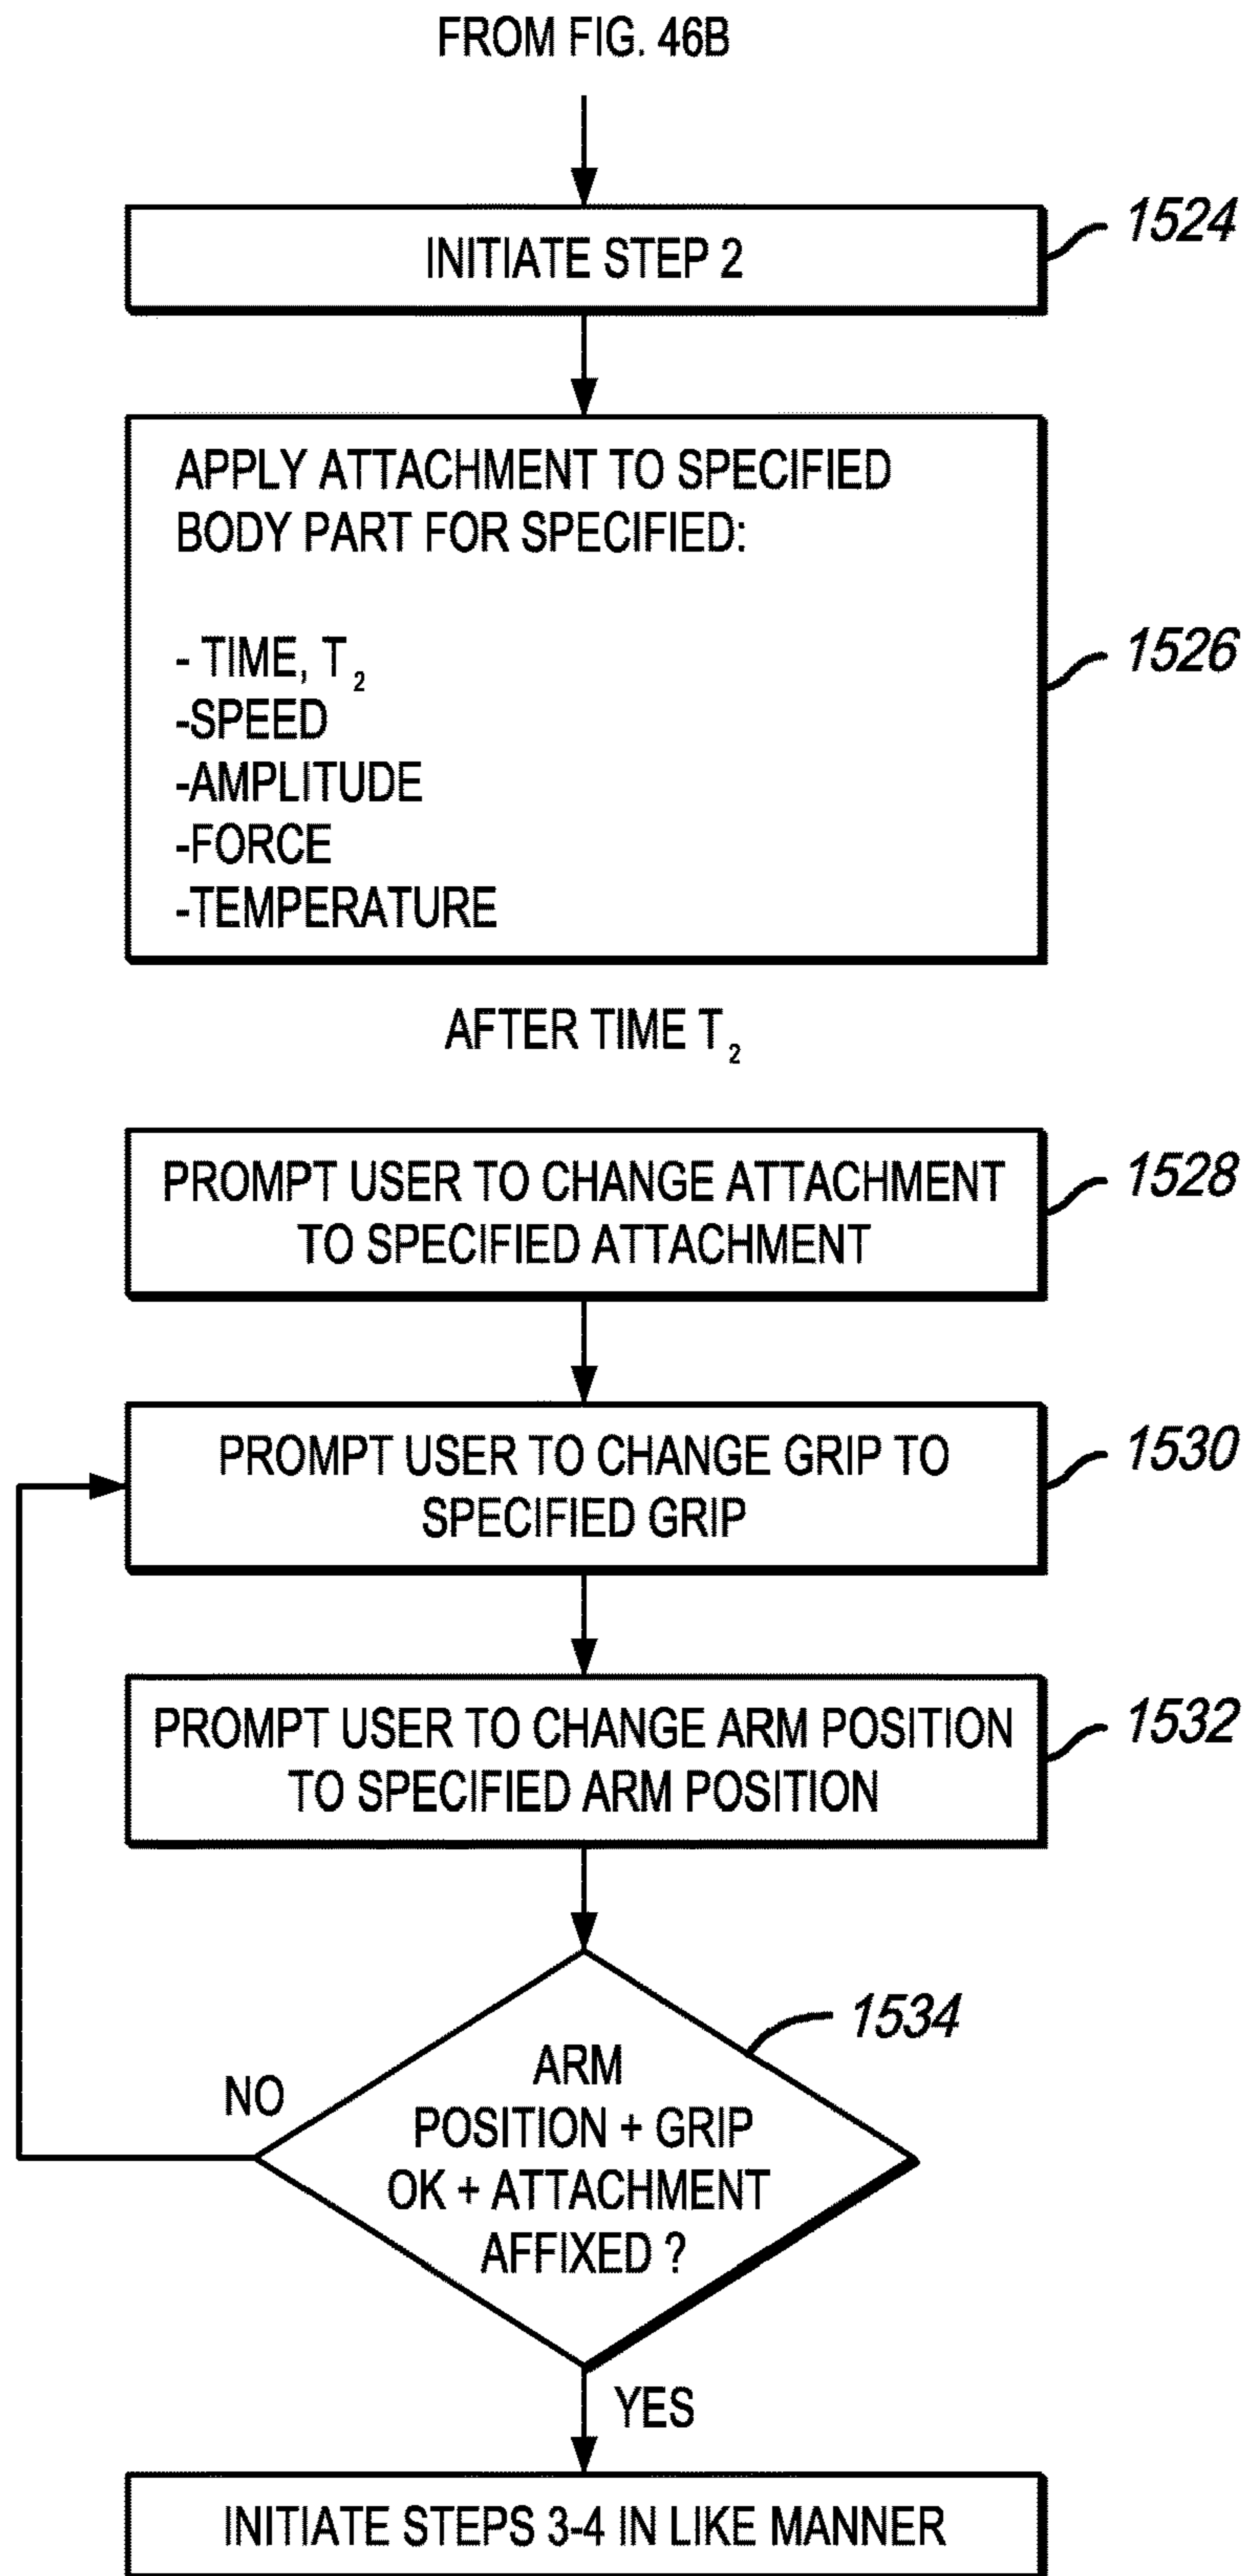 FROM FIG. 46B
INITIATE STEP 2
1524
APPLY ATTACHMENT TO SPECIFIED
BODY PART FOR SPECIFIED:
- TIME, T₂
-SPEED
-AMPLITUDE
-FORCE
-TEMPERATURE
1526
AFTER TIME T₂
PROMPT USER TO CHANGE ATTACHMENT
TO SPECIFIED ATTACHMENT
1528
PROMPT USER TO CHANGE GRIP TO
SPECIFIED GRIP
1530
PROMPT USER TO CHANGE ARM POSITION
TO SPECIFIED ARM POSITION
1532
1534
NO
ARM
POSITION + GRIP
OK + ATTACHMENT
AFFIXED ?
YES
INITIATE STEPS 3-4 IN LIKE MANNER